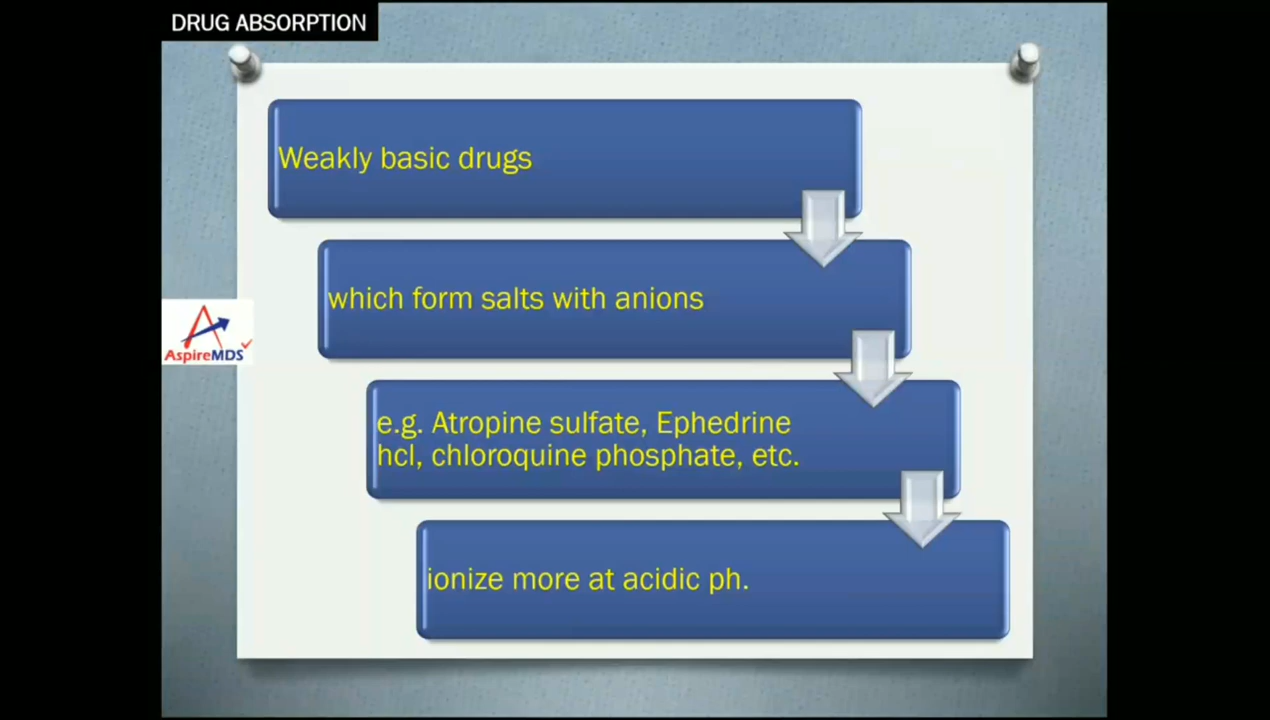 DRUG ABSORPTION
Weakly basic drugs
which form salts with anions
AspireMDS
e.g. Atropine sulfate, Ephedrine
hcl, chloroquine phosphate, etc.
ionize more at acidic ph.